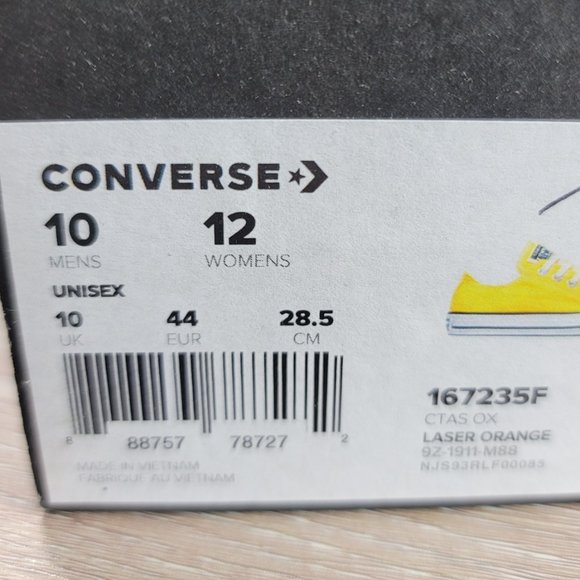 CONVERSE
10 12
MENS WOMENS
UNISEX
10 44 28.5
UK EUR CM
8 88757 78727 2
MADE IN VIETNAM
FABRIQUE AU VIETNAM
167235F
CTAS OX
LASER ORANGE
9Z-1911-M88
NJS93RLF00085